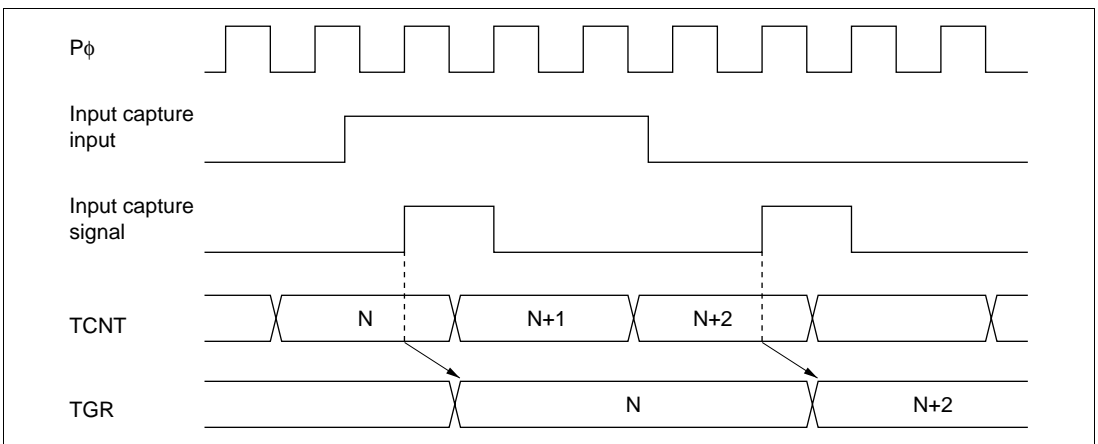 Pϕ
Input capture
input
Input capture
signal
TCNT
N
N+1
N+2
TGR
N
N+2